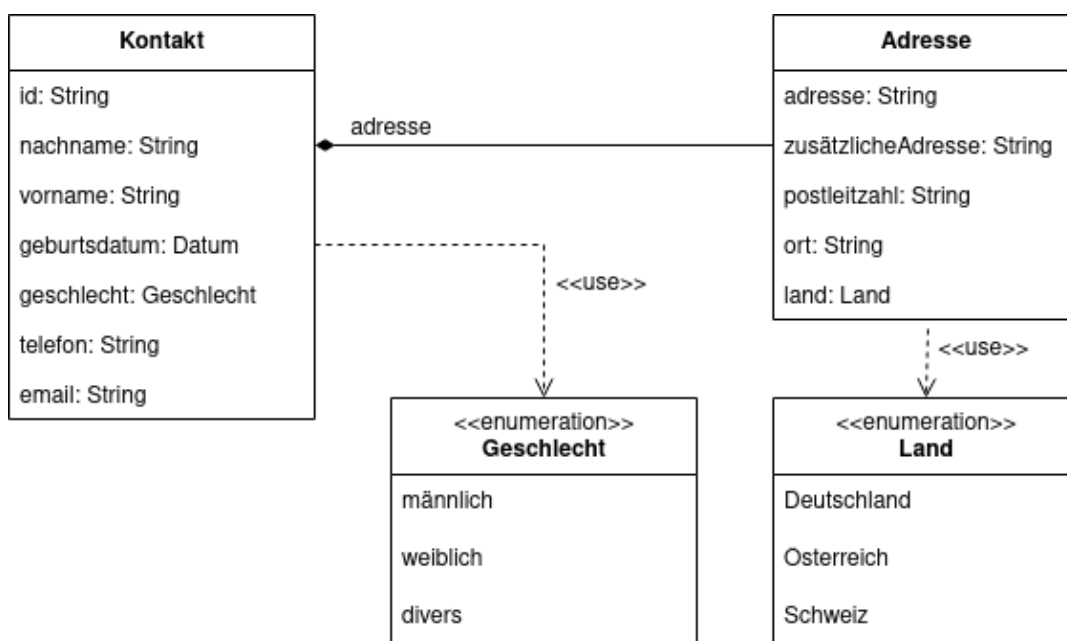 Kontakt
id: String
nachname: String
vorname: String
geburtsdatum: Datum
geschlecht: Geschlecht
telefon: String
email: String
adresse
Adresse
adresse: String
zusätzlicheAdresse: String
postleitzahl: String
ort: String
land: Land
<<use>>
<<use>>
<<enumeration>>
Geschlecht
männlich
weiblich
divers
<<enumeration>>
Land
Deutschland
Osterreich
Schweiz